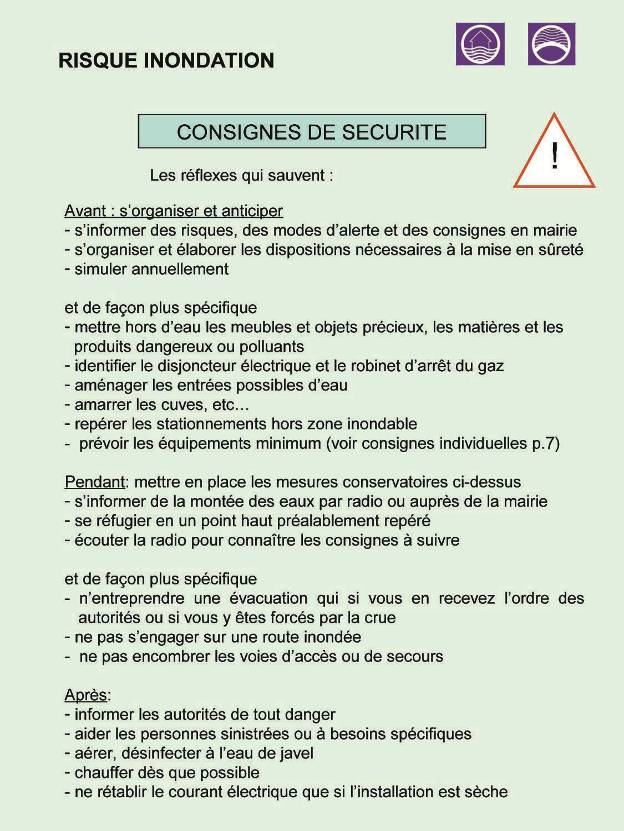 RISQUE INONDATION
CONSIGNES DE SECURITE
!
Les réflexes qui sauvent :
Avant : s'organiser et anticiper
- s'informer des risques, des modes d'alerte et des consignes en mairie
- s'organiser et élaborer les dispositions nécessaires à la mise en sûreté
- simuler annuellement
et de façon plus spécifique
- mettre hors d'eau les meubles et objets précieux, les matières et les
produits dangereux ou polluants
- identifier le disjoncteur électrique et le robinet d'arrêt du gaz
- aménager les entrées possibles d'eau
- amarrer les cuves, etc…
- repérer les stationnements hors zone inondable
- prévoir les équipements minimum (voir consignes individuelles p.7)
Pendant: mettre en place les mesures conservatoires ci-dessus
- s'informer de la montée des eaux par radio ou auprès de la mairie
- se réfugier en un point haut préalablement repéré
- écouter la radio pour connaître les consignes à suivre
et de façon plus spécifique
- n'entreprendre une évacuation qui si vous en recevez l'ordre des
autorités ou si vous y êtes forcés par la crue
- ne pas s'engager sur une route inondée
- ne pas encombrer les voies d'accès ou de secours
Après:
- informer les autorités de tout danger
- aider les personnes sinistrées ou à besoins spécifiques
- aérer, désinfecter à l'eau de javel
- chauffer dès que possible
- ne rétablir le courant électrique que si l'installation est sèche